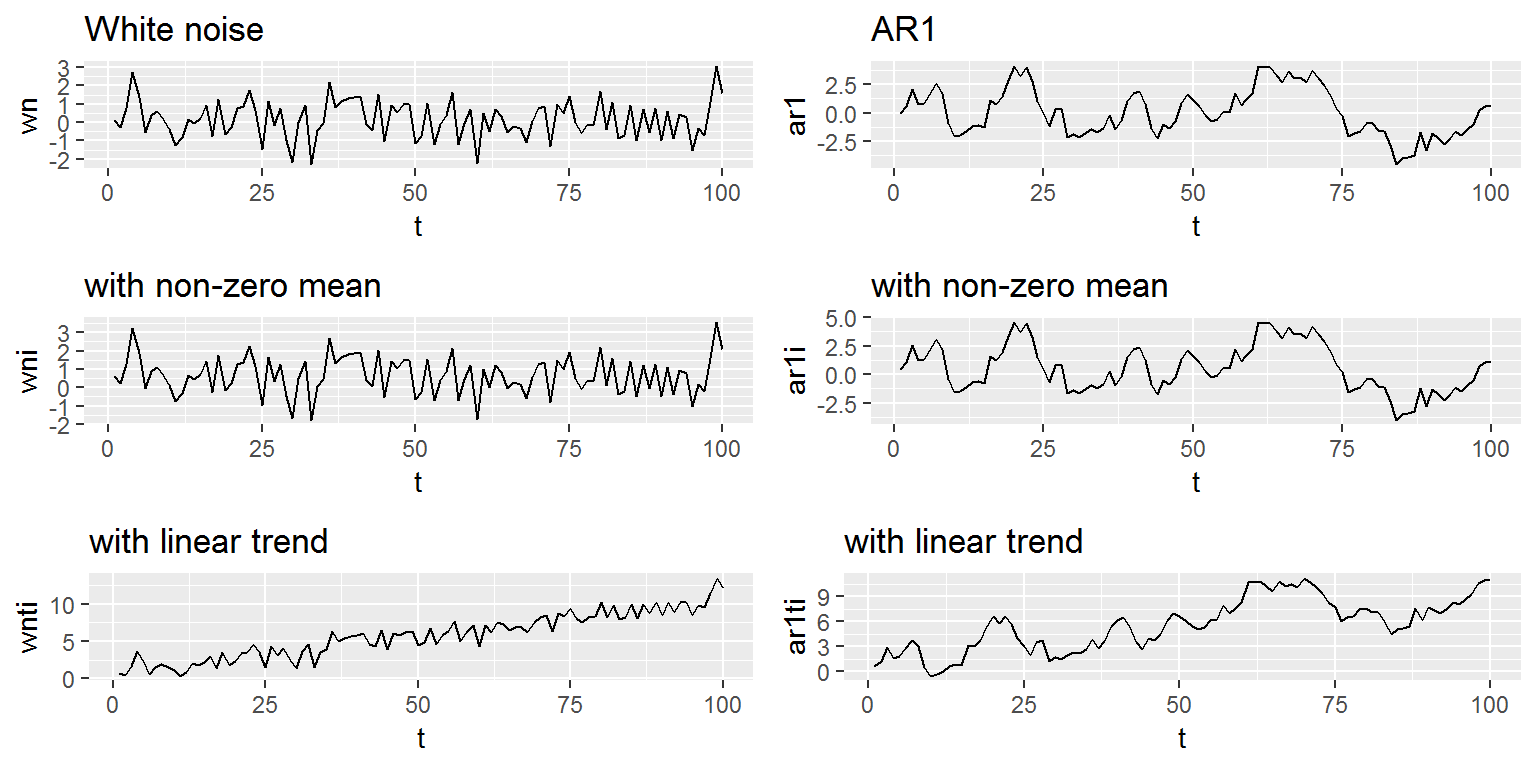 White noise
wn
3
2
1
0
-1
-2
0 25 50 75 100
t
AR1
ar1
2.5
0.0
-2.5
0 25 50 75 100
t
with non-zero mean
wni
3
2
1
0
-1
-2
0 25 50 75 100
t
with non-zero mean
ar1i
5.0
2.5
0.0
-2.5
0 25 50 75 100
t
with linear trend
wnti
10
5
0
0 25 50 75 100
t
with linear trend
ar1ti
9
6
3
0
0 25 50 75 100
t